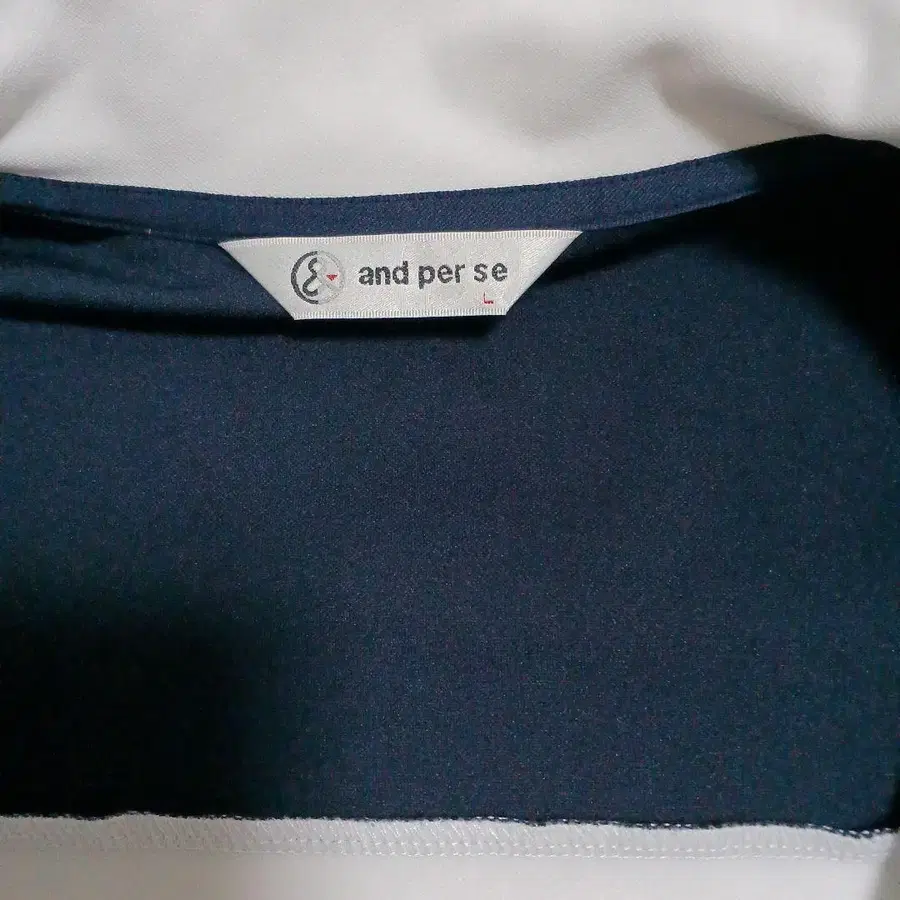 & and per se
L